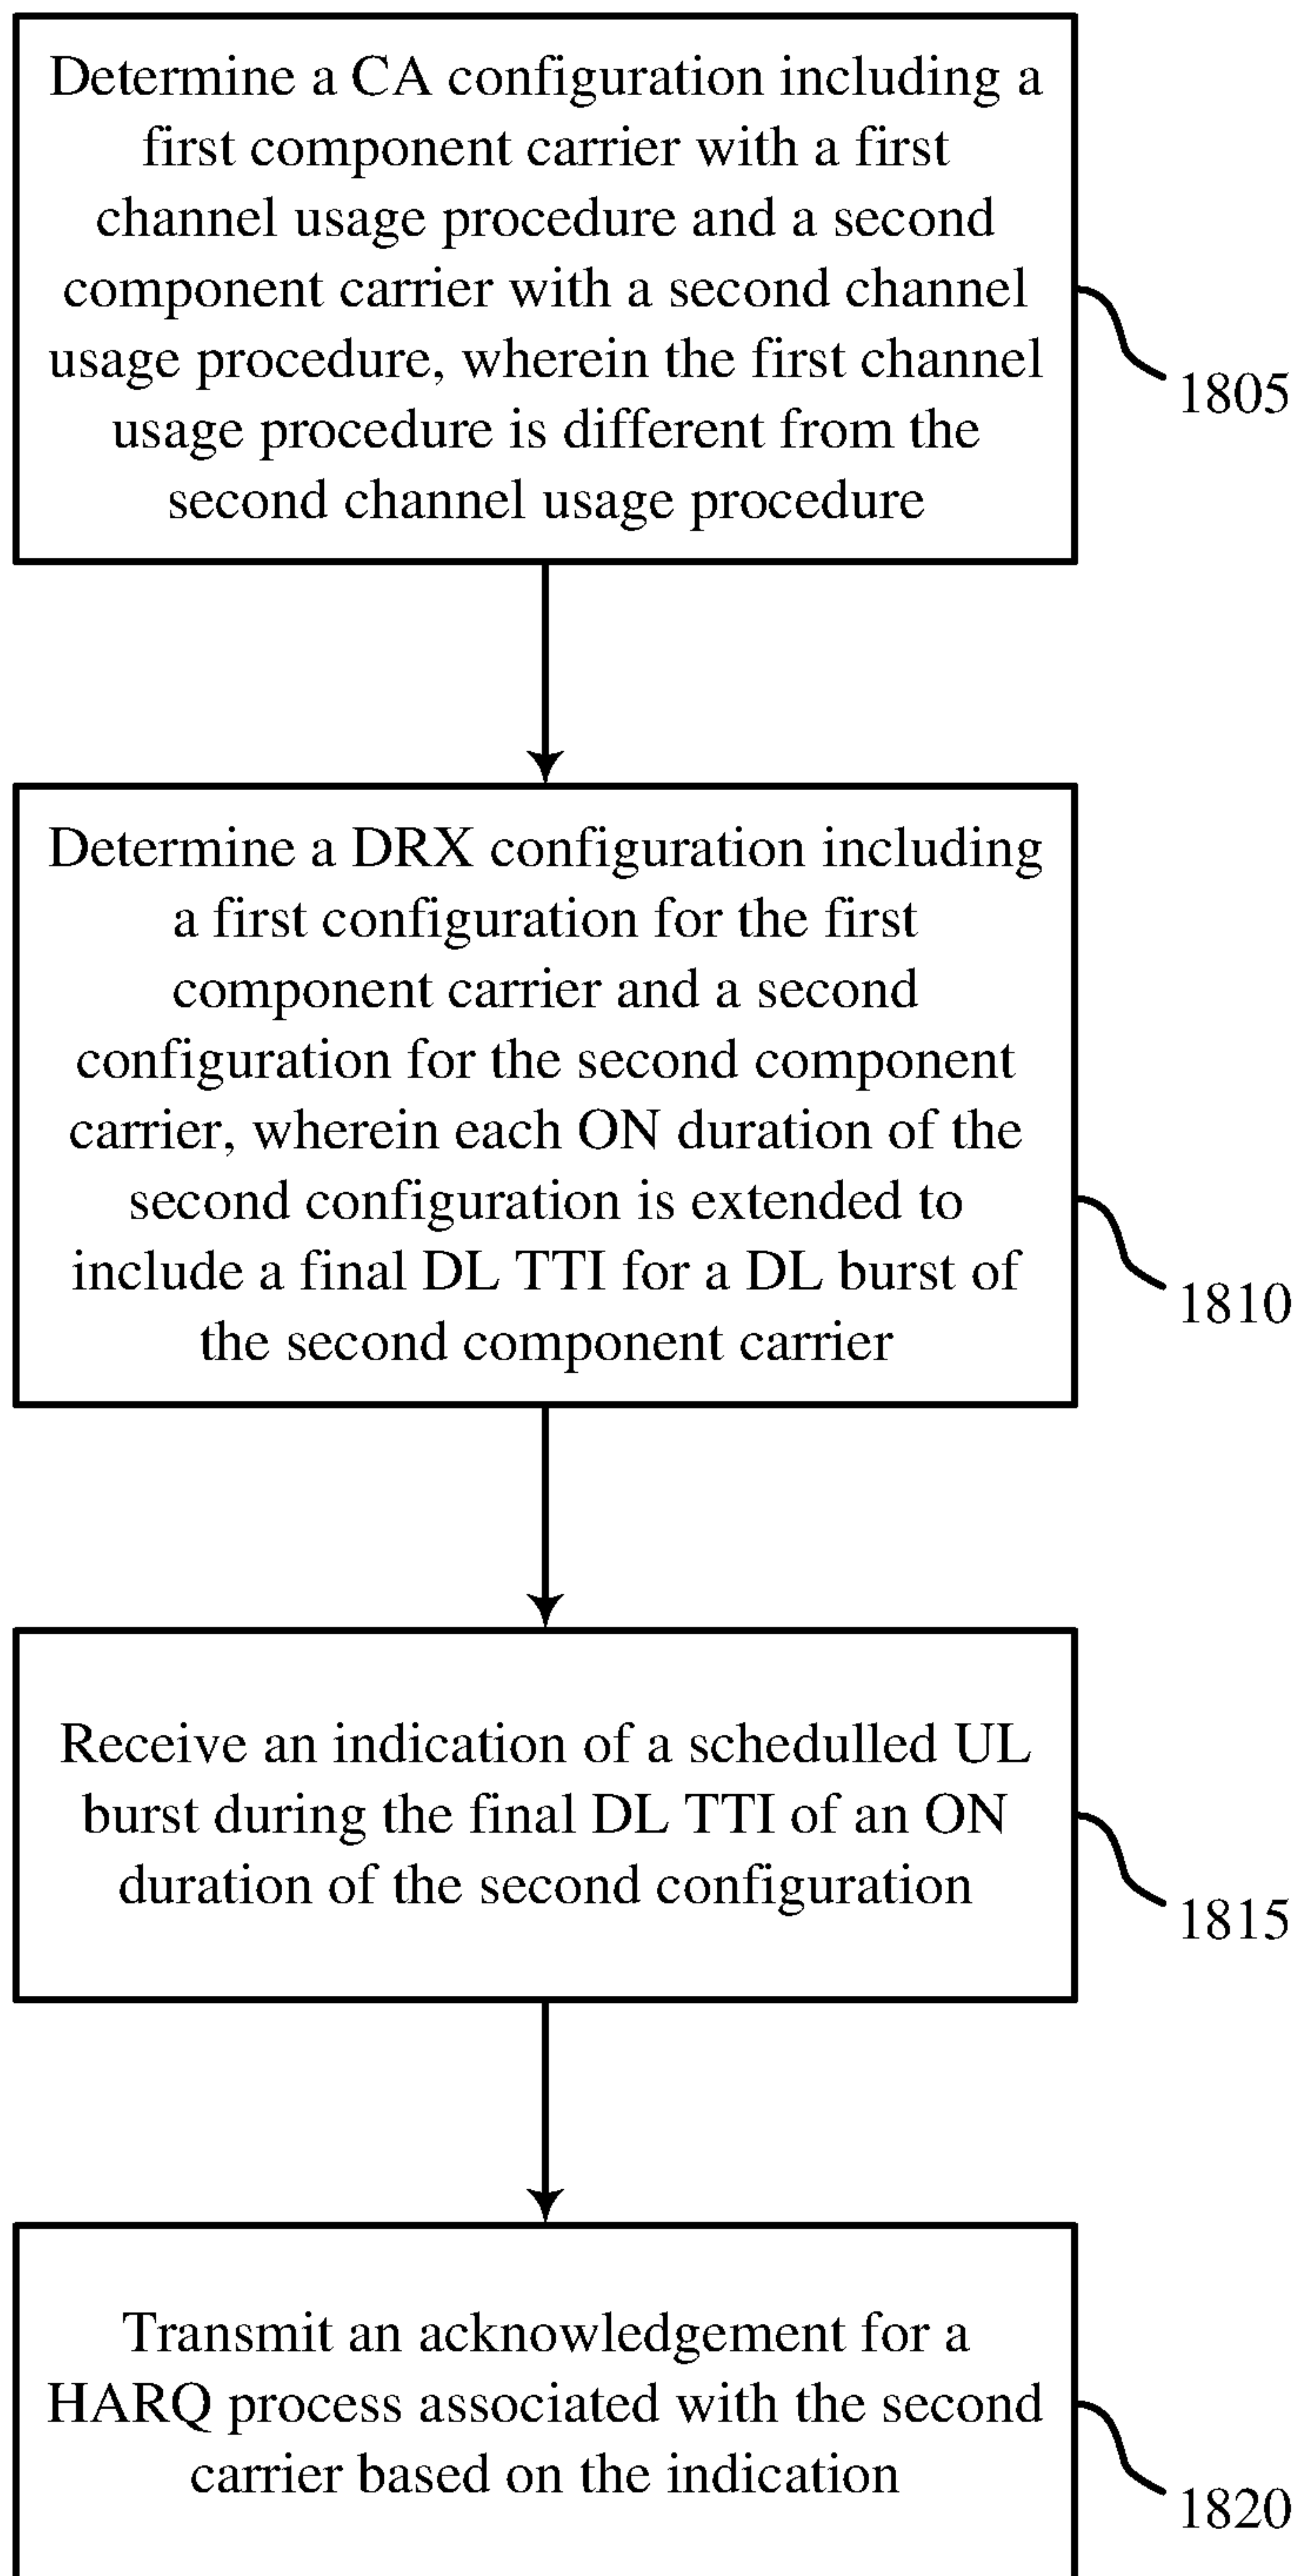 Determine a CA configuration including a
first component carrier with a first
channel usage procedure and a second
component carrier with a second channel
usage procedure, wherein the first channel
usage procedure is different from the
second channel usage procedure
1805
Determine a DRX configuration including
a first configuration for the first
component carrier and a second
configuration for the second component
carrier, wherein each ON duration of the
second configuration is extended to
include a final DL TTI for a DL burst of
the second component carrier
1810
Receive an indication of a schedulled UL
burst during the final DL TTI of an ON
duration of the second configuration
1815
Transmit an acknowledgement for a
HARQ process associated with the second
carrier based on the indication
1820